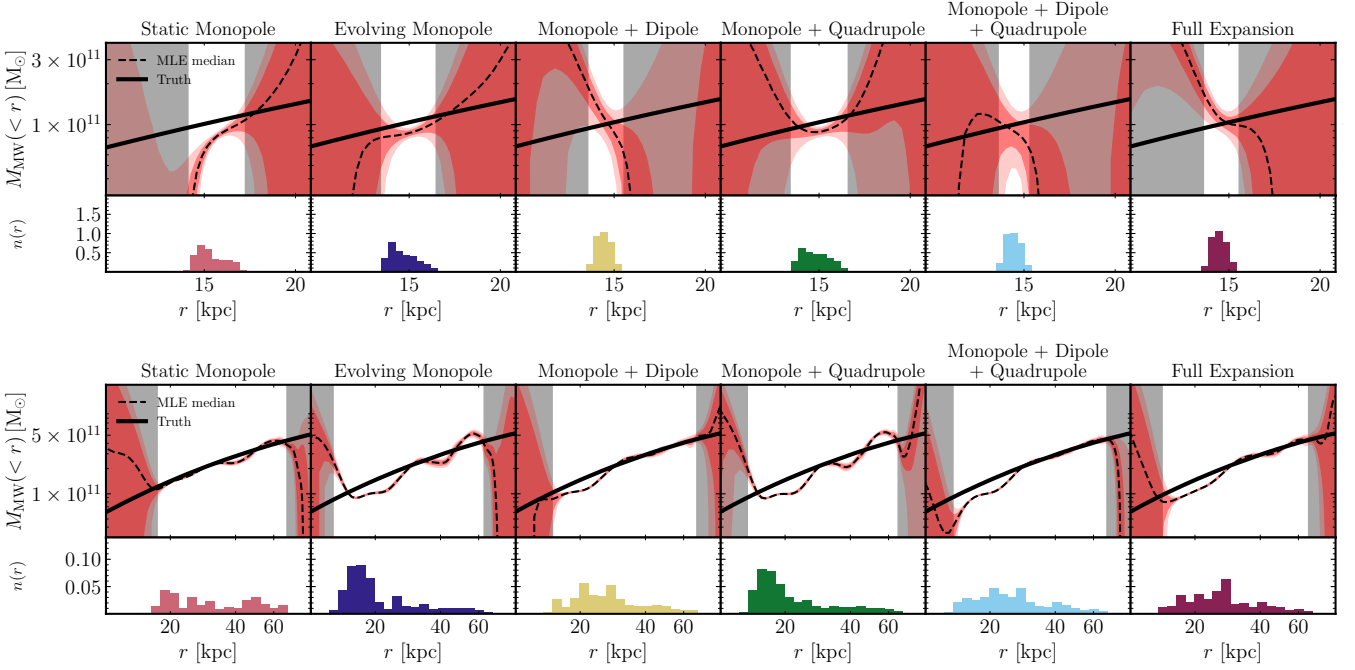 Monopole + Dipole
Static Monopole Evolving Monopole Monopole + Dipole Monopole + Quadrupole + Quadrupole Full Expansion
M_MW(< r) [M⊙]
3 × 10¹¹
1 × 10¹¹
MLE median
Truth
n(r)
1.5
1.0
0.5
15 20 15 20 15 20 15 20 15 20 15 20
r [kpc] r [kpc] r [kpc] r [kpc] r [kpc] r [kpc]
Monopole + Dipole
Static Monopole Evolving Monopole Monopole + Dipole Monopole + Quadrupole + Quadrupole Full Expansion
M_MW(< r) [M⊙]
5 × 10¹¹
1 × 10¹¹
MLE median
Truth
n(r)
0.10
0.05
20 40 60 20 40 60 20 40 60 20 40 60 20 40 60 20 40 60
r [kpc] r [kpc] r [kpc] r [kpc] r [kpc] r [kpc]